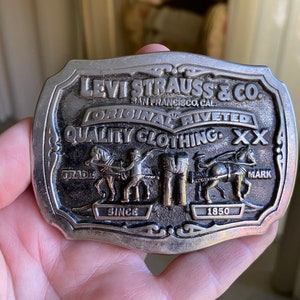 LEVI STRAUSS & CO.
SAN FRANCISCO, CAL.
ORIGINAL RIVETED
QUALITY CLOTHING. XX
TRADE MARK
SINCE 1850